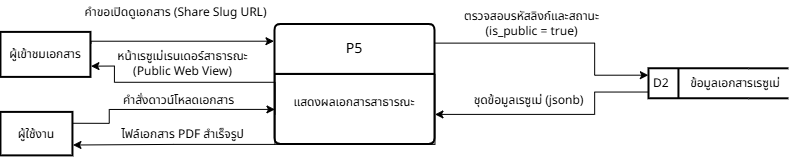 คำขอเปิดดูเอกสาร (Share Slug URL)
ผู้เข้าชมเอกสาร
หน้าเรซูเม่เรนเดอร์สาธารณะ
(Public Web View)
คำสั่งดาวน์โหลดเอกสาร
ผู้ใช้งาน
ไฟล์เอกสาร PDF สำเร็จรูป
P5
แสดงผลเอกสารสาธารณะ
ตรวจสอบรหัสลิงก์และสถานะ
(is_public = true)
ชุดข้อมูลเรซูเม่ (jsonb)
D2
ข้อมูลเอกสารเรซูเม่